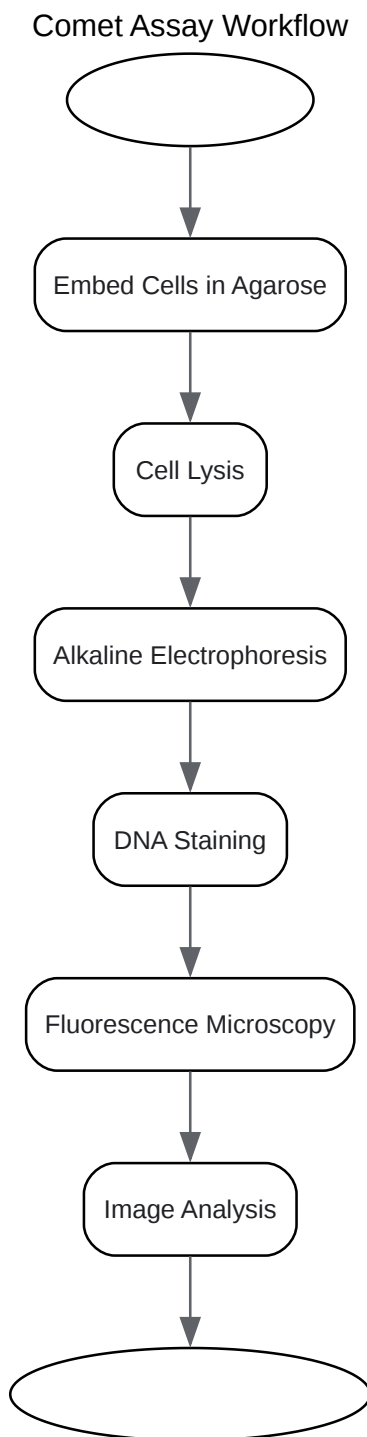 Comet Assay Workflow
Embed Cells in Agarose
Cell Lysis
Alkaline Electrophoresis
DNA Staining
Fluorescence Microscopy
Image Analysis